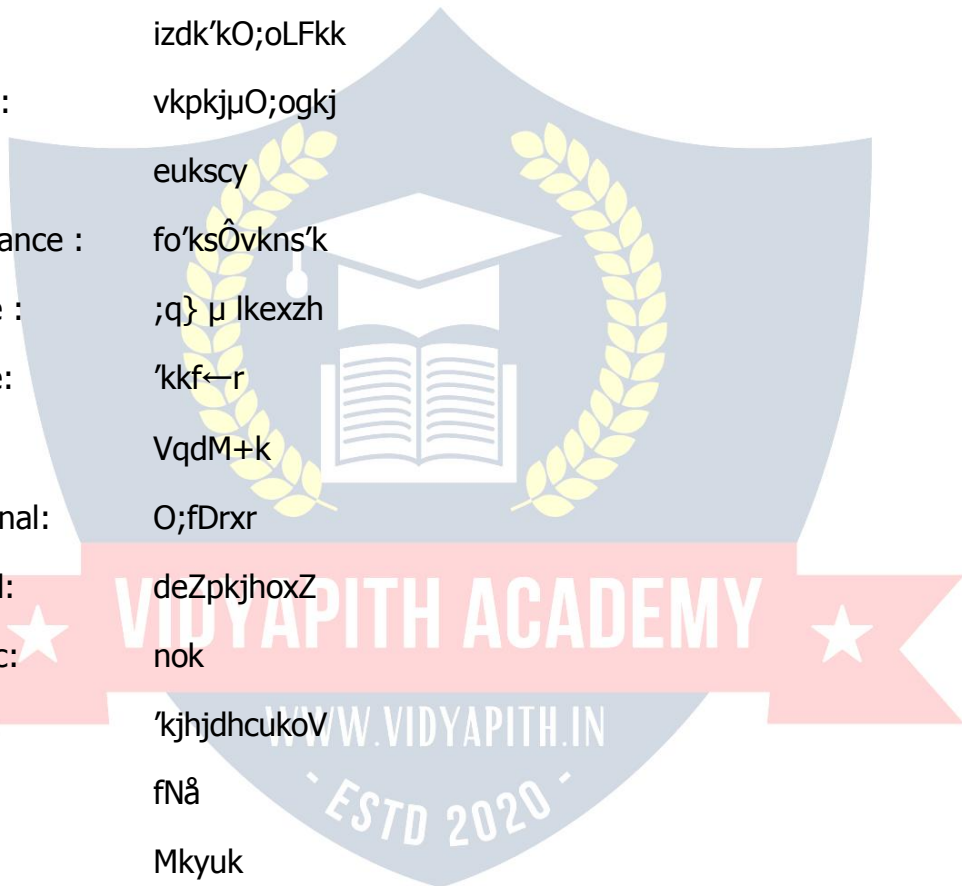 izdk’kO;oLFkk
: vkpkjµO;ogkj
eukscy
ance : fo’ksÔvkns’k
e : ;q} µ lkexzh
e: ’kkf←r
VqdM+k
nal: O;fDrxr
l: deZpkjhoxZ
c: nok
’kjhjdhcukoV
fNå
Mkyuk
VIDYAPITH ACADEMY
WWW.VIDYAPITH.IN
- ESTD 2020 -